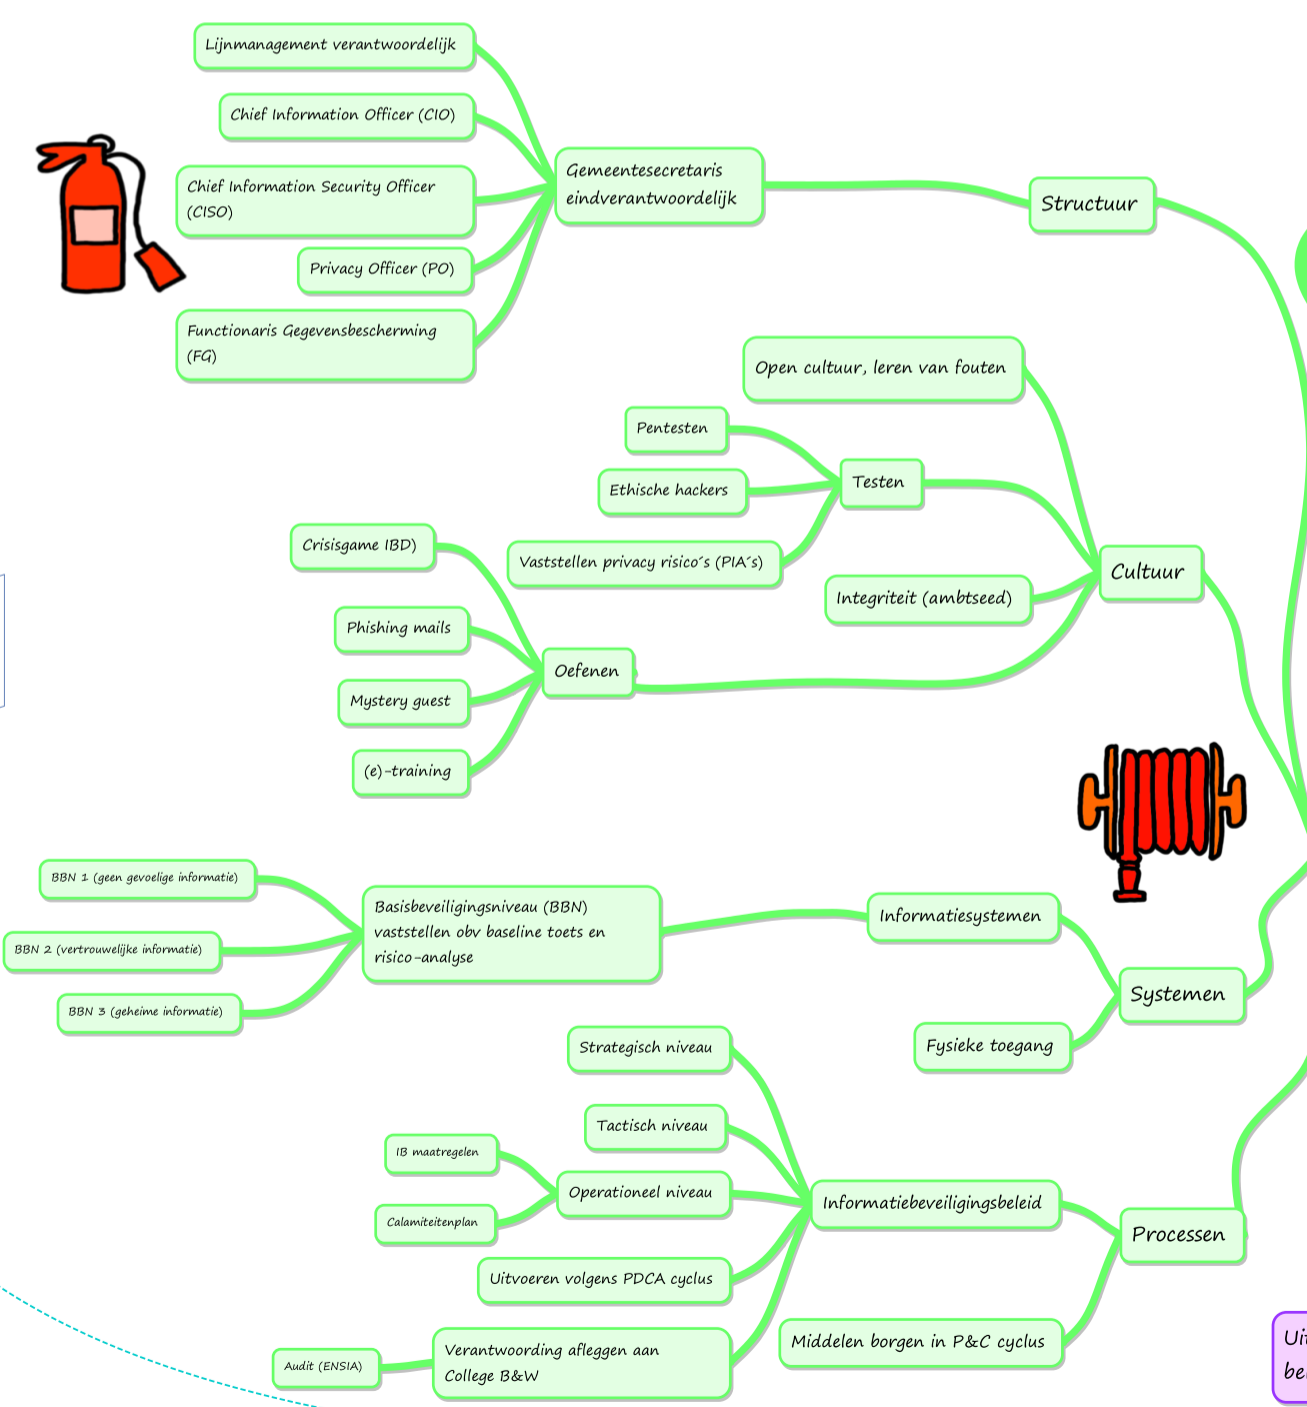 Lijnmanagement verantwoordelijk
Chief Information Officer (CIO)
Chief Information Security Officer
(CISO)
Privacy Officer (PO)
Functionaris Gegevensbescherming
(FG)
Gemeentesecretaris
eindverantwoordelijk
Structuur
Open cultuur, leren van fouten
Pentesten
Ethische hackers
Vaststellen privacy risico´s (PIA´s)
Testen
Integriteit (ambtseed)
Cultuur
Crisisgame IBD)
Phishing mails
Mystery guest
(e)-training
Oefenen
BBN 1 (geen gevoelige informatie)
BBN 2 (vertrouwelijke informatie)
BBN 3 (geheime informatie)
Basisbeveiligingsniveau (BBN)
vaststellen obv baseline toets en
risico-analyse
Informatiesystemen
Systemen
Fysieke toegang
Strategisch niveau
Tactisch niveau
IB maatregelen
Calamiteitenplan
Operationeel niveau
Informatiebeveiligingsbeleid
Processen
Uitvoeren volgens PDCA cyclus
Audit (ENSIA)
Verantwoording afleggen aan
College B&W
Middelen borgen in P&C cyclus